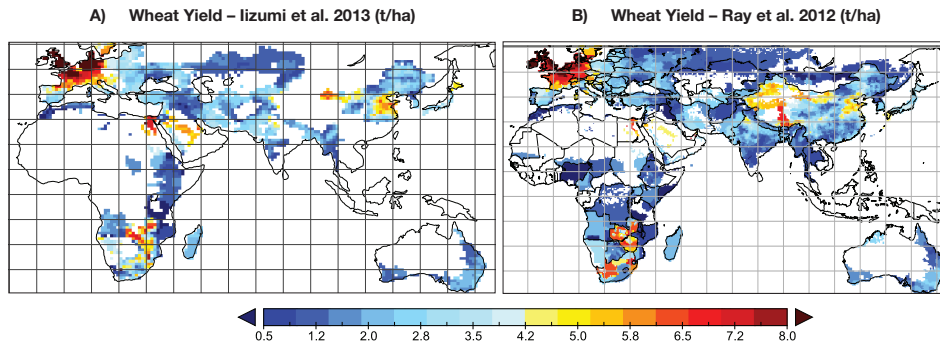 A) Wheat Yield – Iizumi et al. 2013 (t/ha)
B) Wheat Yield – Ray et al. 2012 (t/ha)
0.5 1.2 2.0 2.8 3.5 4.2 5.0 5.8 6.5 7.2 8.0